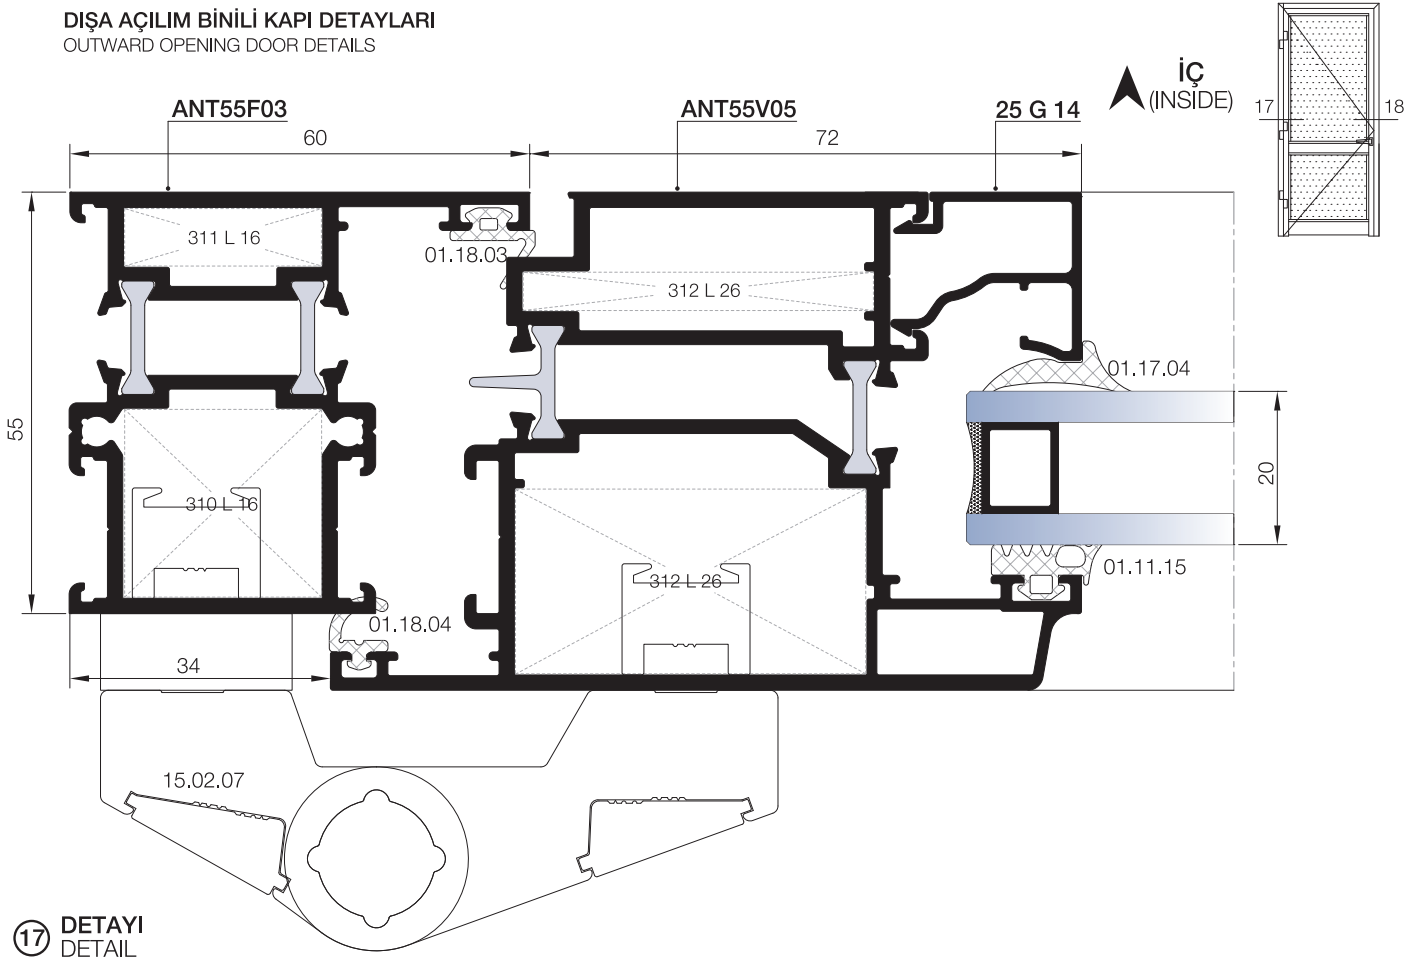 DIŞA AÇILIM BİNİLİ KAPI DETAYLARI
OUTWARD OPENING DOOR DETAILS
İÇ
(INSIDE)
17
18
ANT55F03
ANT55V05
25 G 14
60
72
311 L 16
01.18.03
312 L 26
01.17.04
55
20
310 L 16
01.11.15
312 L 26
01.18.04
34
15.02.07
17 DETAYI
DETAIL